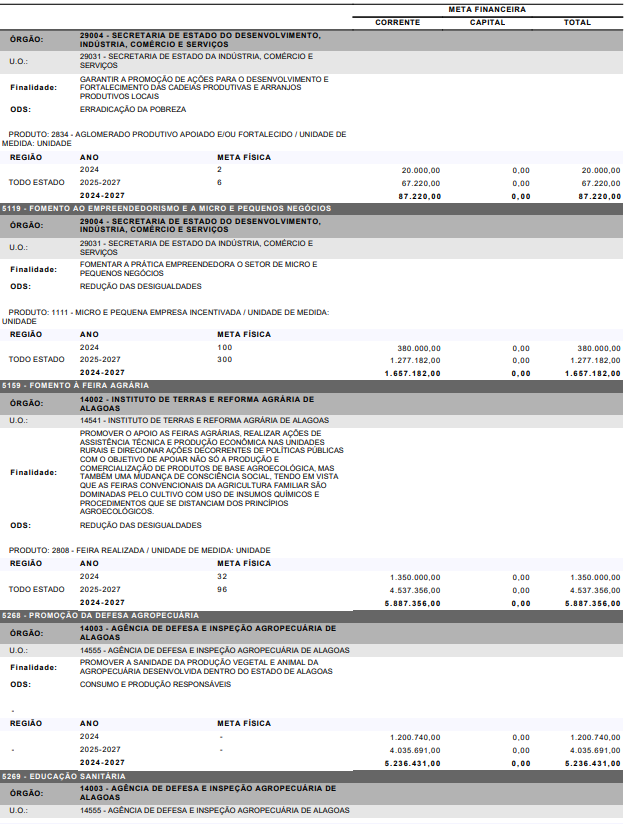 META FINANCEIRA
CORRENTE CAPITAL TOTAL
ÓRGÃO: 29004 - SECRETARIA DE ESTADO DO DESENVOLVIMENTO,
INDÚSTRIA, COMÉRCIO E SERVIÇOS
U.O.: 29031 - SECRETARIA DE ESTADO DA INDÚSTRIA, COMÉRCIO E
SERVIÇOS
Finalidade: GARANTIR A PROMOÇÃO DE AÇÕES PARA O DESENVOLVIMENTO E
FORTALECIMENTO DAS CADEIAS PRODUTIVAS E ARRANJOS
PRODUTIVOS LOCAIS
ODS: ERRADICAÇÃO DA POBREZA
PRODUTO: 2834 - AGLOMERADO PRODUTIVO APOIADO E/OU FORTALECIDO / UNIDADE DE
MEDIDA: UNIDADE
REGIÃO ANO META FÍSICA
2024 2 20.000,00 0,00 20.000,00
TODO ESTADO 2025-2027 6 67.220,00 0,00 67.220,00
2024-2027 87.220,00 0,00 87.220,00
5119 - FOMENTO AO EMPREENDEDORISMO E A MICRO E PEQUENOS NEGÓCIOS
ÓRGÃO: 29004 - SECRETARIA DE ESTADO DO DESENVOLVIMENTO,
INDÚSTRIA, COMÉRCIO E SERVIÇOS
U.O.: 29031 - SECRETARIA DE ESTADO DA INDÚSTRIA, COMÉRCIO E
SERVIÇOS
Finalidade: FOMENTAR A PRÁTICA EMPREENDEDORA O SETOR DE MICRO E
PEQUENOS NEGÓCIOS
ODS: REDUÇÃO DAS DESIGUALDADES
PRODUTO: 1111 - MICRO E PEQUENA EMPRESA INCENTIVADA / UNIDADE DE MEDIDA:
UNIDADE
REGIÃO ANO META FÍSICA
2024 100 380.000,00 0,00 380.000,00
TODO ESTADO 2025-2027 300 1.277.182,00 0,00 1.277.182,00
2024-2027 1.657.182,00 0,00 1.657.182,00
5159 - FOMENTO À FEIRA AGRÁRIA
ÓRGÃO: 14002 - INSTITUTO DE TERRAS E REFORMA AGRÁRIA DE
ALAGOAS
U.O.: 14541 - INSTITUTO DE TERRAS E REFORMA AGRÁRIA DE ALAGOAS
Finalidade: PROMOVER O APOIO AS FEIRAS AGRÁRIAS, REALIZAR AÇÕES DE
ASSISTÊNCIA TÉCNICA E PRODUÇÃO ECONÔMICA NAS UNIDADES
RURAIS E DIRECIONAR AÇÕES DECORRENTES DE POLÍTICAS PÚBLICAS
COM O OBJETIVO DE APOIAR NÃO SÓ A PRODUÇÃO E
COMERCIALIZAÇÃO DE PRODUTOS DE BASE AGROECOLÓGICA, MAS
TAMBÉM UMA MUDANÇA DE CONSCIÊNCIA SOCIAL, TENDO EM VISTA
QUE AS FEIRAS CONVENCIONAIS DA AGRICULTURA FAMILIAR SÃO
DOMINADAS PELO CULTIVO COM USO DE INSUMOS QUÍMICOS E
PROCEDIMENTOS QUE SE DISTANCIAM DOS PRINCÍPIOS
AGROECOLÓGICOS.
ODS: REDUÇÃO DAS DESIGUALDADES
PRODUTO: 2808 - FEIRA REALIZADA / UNIDADE DE MEDIDA: UNIDADE
REGIÃO ANO META FÍSICA
2024 32 1.350.000,00 0,00 1.350.000,00
TODO ESTADO 2025-2027 96 4.537.356,00 0,00 4.537.356,00
2024-2027 5.887.356,00 0,00 5.887.356,00
5268 - PROMOÇÃO DA DEFESA AGROPECUÁRIA
ÓRGÃO: 14003 - AGÊNCIA DE DEFESA E INSPEÇÃO AGROPECUÁRIA DE
ALAGOAS
U.O.: 14555 - AGÊNCIA DE DEFESA E INSPEÇÃO AGROPECUÁRIA DE ALAGOAS
Finalidade: PROMOVER A SANIDADE DA PRODUÇÃO VEGETAL E ANIMAL DA
AGROPECUÁRIA DESENVOLVIDA DENTRO DO ESTADO DE ALAGOAS
ODS: CONSUMO E PRODUÇÃO RESPONSÁVEIS
-
REGIÃO ANO META FÍSICA
2024 - 1.200.740,00 0,00 1.200.740,00
- 2025-2027 - 4.035.691,00 0,00 4.035.691,00
2024-2027 5.236.431,00 0,00 5.236.431,00
5269 - EDUCAÇÃO SANITÁRIA
ÓRGÃO: 14003 - AGÊNCIA DE DEFESA E INSPEÇÃO AGROPECUÁRIA DE
ALAGOAS
U.O.: 14555 - AGÊNCIA DE DEFESA E INSPEÇÃO AGROPECUÁRIA DE ALAGOAS